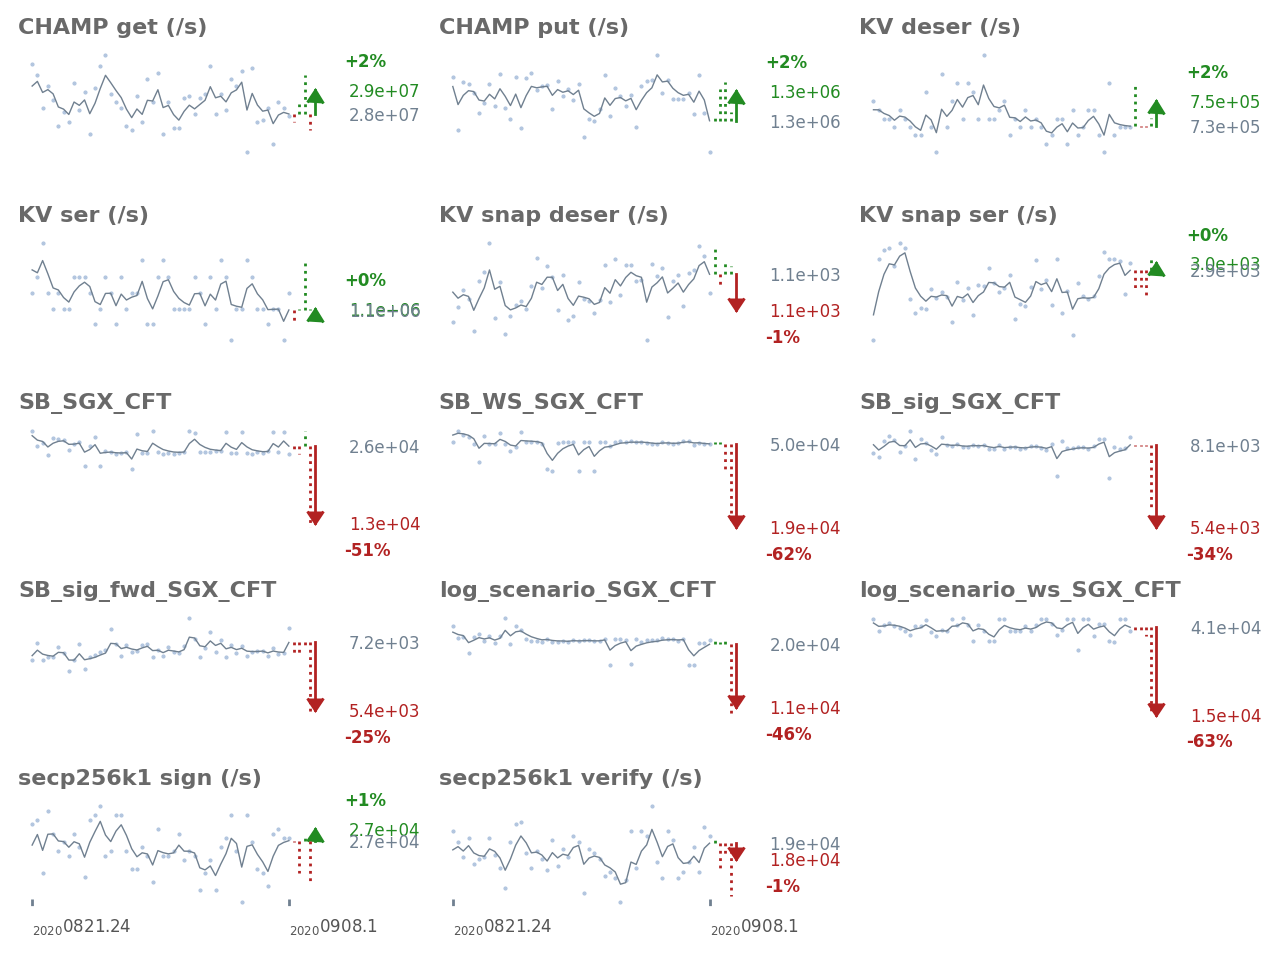 CHAMP get (/s)
+2%
2.9e+07
2.8e+07
CHAMP put (/s)
+2%
1.3e+06
1.3e+06
KV deser (/s)
+2%
7.5e+05
7.3e+05
KV ser (/s)
+0%
1.1e+06
KV snap deser (/s)
1.1e+03
1.1e+03
-1%
KV snap ser (/s)
+0%
3.0e+03
2.9e+03
SB_SGX_CFT
2.6e+04
1.3e+04
-51%
SB_WS_SGX_CFT
5.0e+04
1.9e+04
-62%
SB_sig_SGX_CFT
8.1e+03
5.4e+03
-34%
SB_sig_fwd_SGX_CFT
7.2e+03
5.4e+03
-25%
log_scenario_SGX_CFT
2.0e+04
1.1e+04
-46%
log_scenario_ws_SGX_CFT
4.1e+04
1.5e+04
-63%
secp256k1 sign (/s)
+1%
2.7e+04
2.7e+04
20200821.24
20200908.1
secp256k1 verify (/s)
1.9e+04
1.8e+04
-1%
20200821.24
20200908.1